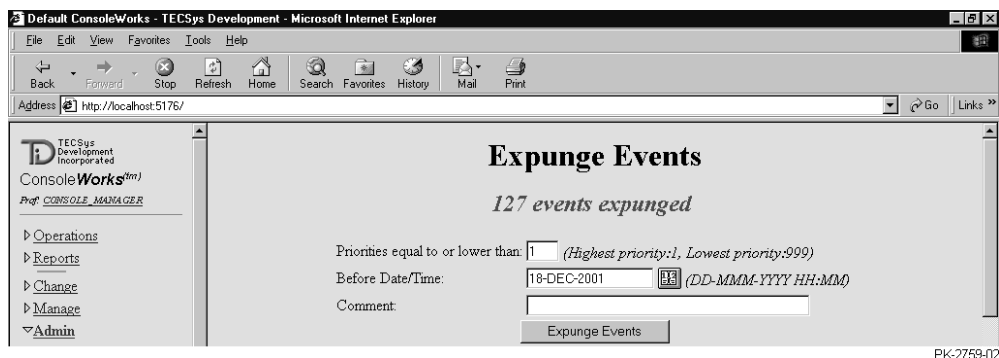 Default ConsoleWorks - TECSys Development - Microsoft Internet Explorer
File Edit View Favorites Tools Help
Back Forward Stop Refresh Home Search Favorites History Mail Print
Address http://localhost:5176/ Go Links »
TECSys
Development
Incorporated
ConsoleWorks(tm)
Prof: CONSOLE_MANAGER
Operations
Reports
Change
Manage
Admin
Expunge Events
127 events expunged
Priorities equal to or lower than: 1 (Highest priority:1, Lowest priority:999)
Before Date/Time: 18-DEC-2001 (DD-MMM-YYYY HH:MM)
Comment:
Expunge Events
PK-2759-02